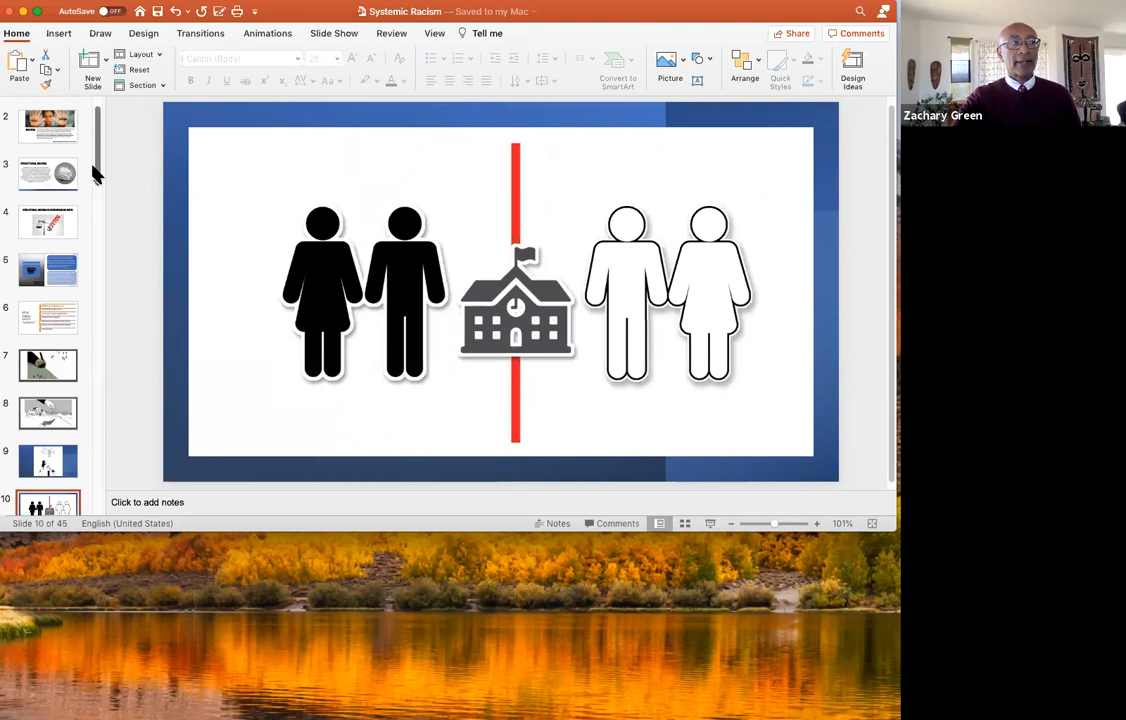 AutoSave OFF
Systemic Racism — Saved to my Mac
Home Insert Draw Design Transitions Animations Slide Show Review View Tell me
Share Comments
Paste
New Slide
Layout
Reset
Section
Calibri (Body) 28
Convert to SmartArt
Picture
Arrange
Quick Styles
Design Ideas
Zachary Green
2
3
4
5
6
7
8
9
10
Click to add notes
Slide 10 of 45 English (United States) Notes Comments 101%